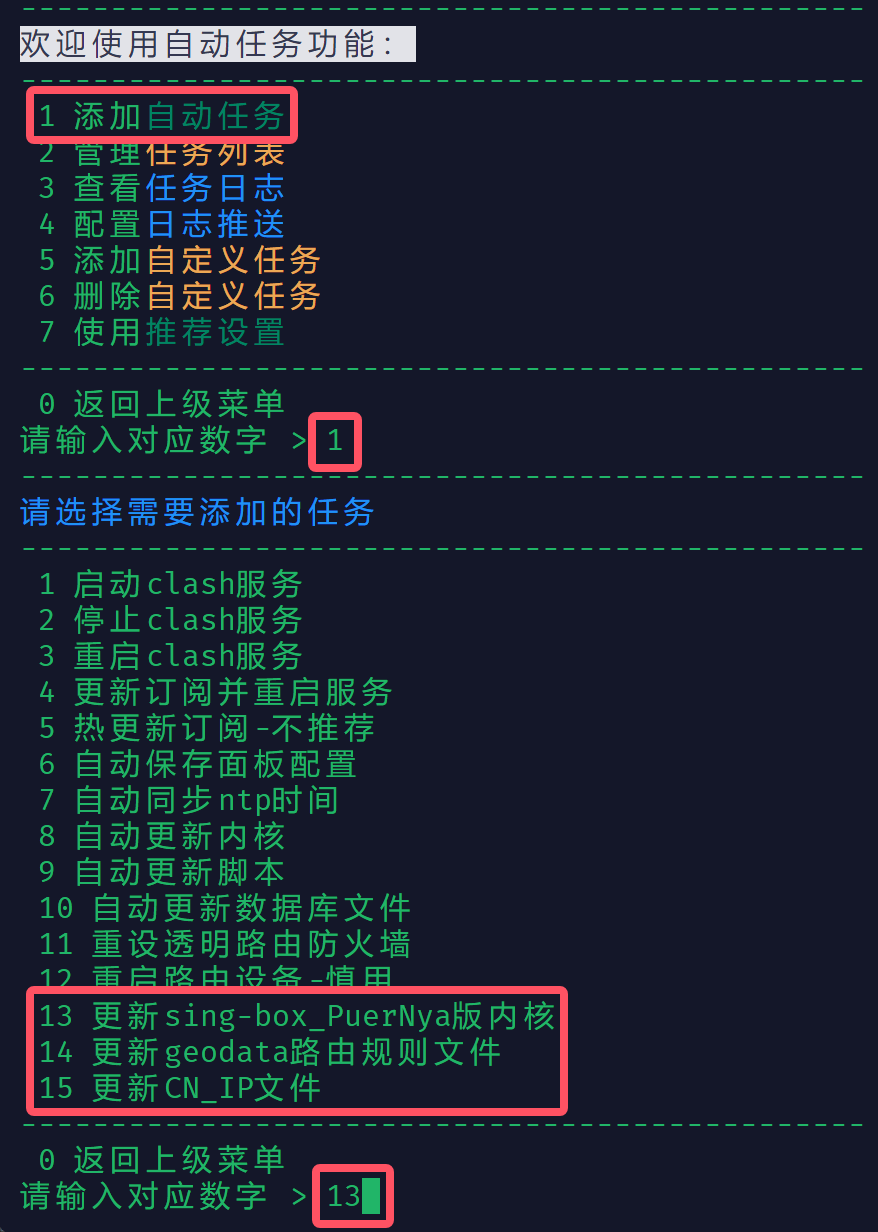 ------------------------------------------------
欢迎使用自动任务功能：
------------------------------------------------
1 添加自动任务
2 管理任务列表
3 查看任务日志
4 配置日志推送
5 添加自定义任务
6 删除自定义任务
7 使用推荐设置
------------------------------------------------
0 返回上级菜单
请输入对应数字 > 1
------------------------------------------------
请选择需要添加的任务
------------------------------------------------
1 启动clash服务
2 停止clash服务
3 重启clash服务
4 更新订阅并重启服务
5 热更新订阅-不推荐
6 自动保存面板配置
7 自动同步ntp时间
8 自动更新内核
9 自动更新脚本
10 自动更新数据库文件
11 重设透明路由防火墙
12 重启路由设备-慎用
13 更新sing-box_PuerNya版内核
14 更新geodata路由规则文件
15 更新CN_IP文件
------------------------------------------------
0 返回上级菜单
请输入对应数字 > 13